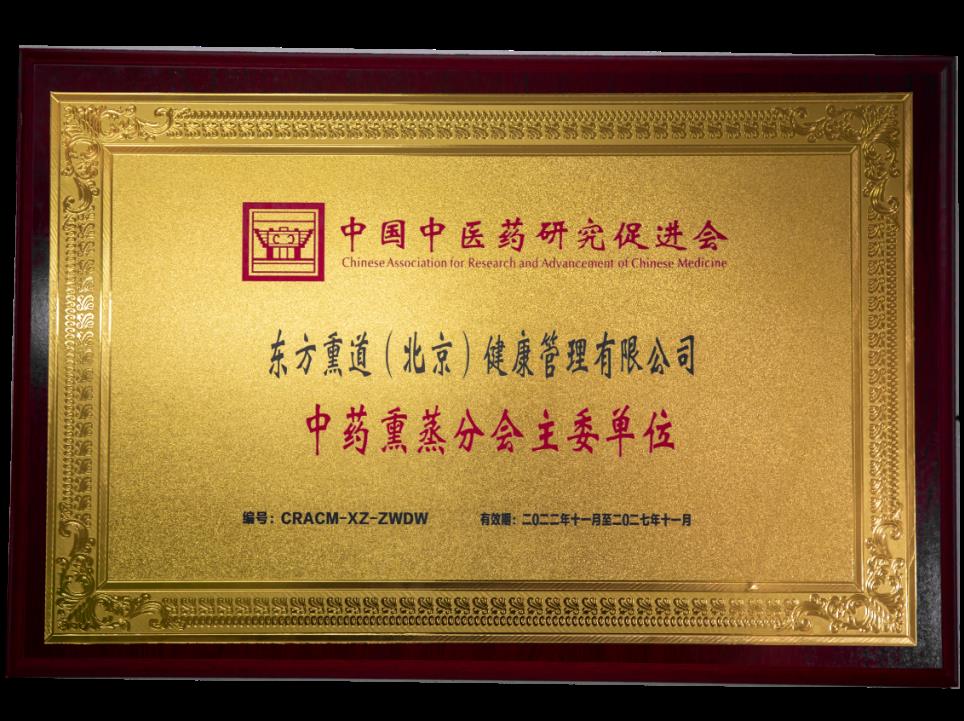 中国中医药研究促进会
Chinese Association for Research and Advancement of Chinese Medicine
东方熏道（北京）健康管理有限公司
中药熏蒸分会主委单位
编号：CRACM-XZ-ZWDW 有效期：二〇二二年十一月至二〇二七年十一月